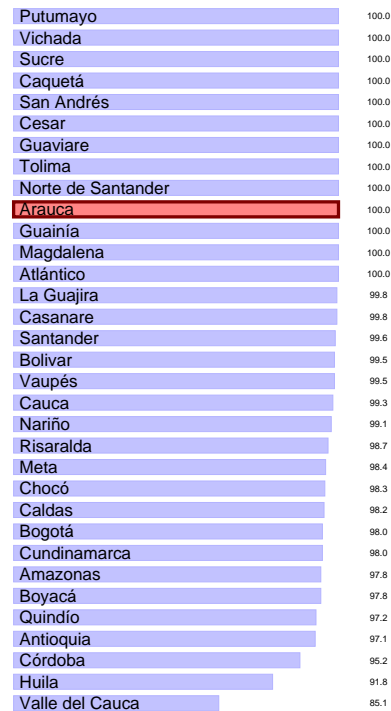 Putumayo 100.0
Vichada 100.0
Sucre 100.0
Caquetá 100.0
San Andrés 100.0
Cesar 100.0
Guaviare 100.0
Tolima 100.0
Norte de Santander 100.0
Arauca 100.0
Guainía 100.0
Magdalena 100.0
Atlántico 100.0
La Guajira 99.8
Casanare 99.8
Santander 99.6
Bolivar 99.5
Vaupés 99.5
Cauca 99.3
Nariño 99.1
Risaralda 98.7
Meta 98.4
Chocó 98.3
Caldas 98.2
Bogotá 98.0
Cundinamarca 98.0
Amazonas 97.8
Boyacá 97.8
Quindío 97.2
Antioquia 97.1
Córdoba 95.2
Huila 91.8
Valle del Cauca 85.1